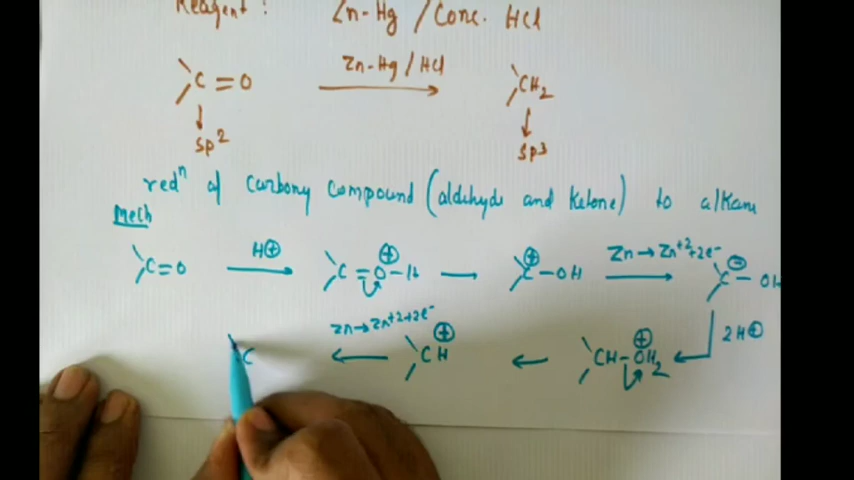 Reagent : Zn-Hg / Conc. HCl
C=O Zn-Hg / HCl CH2
sp2 sp3
redn of Carbony compound (aldehyde and Ketone) to alkane
Mech
C=O H⊕ C=O-H ⊕ C-OH ⊕ Zn→Zn+2+2e- C-OH ⊖
2H⊕
C Zn→Zn+2+2e- CH ⊕ CH-OH2 ⊕